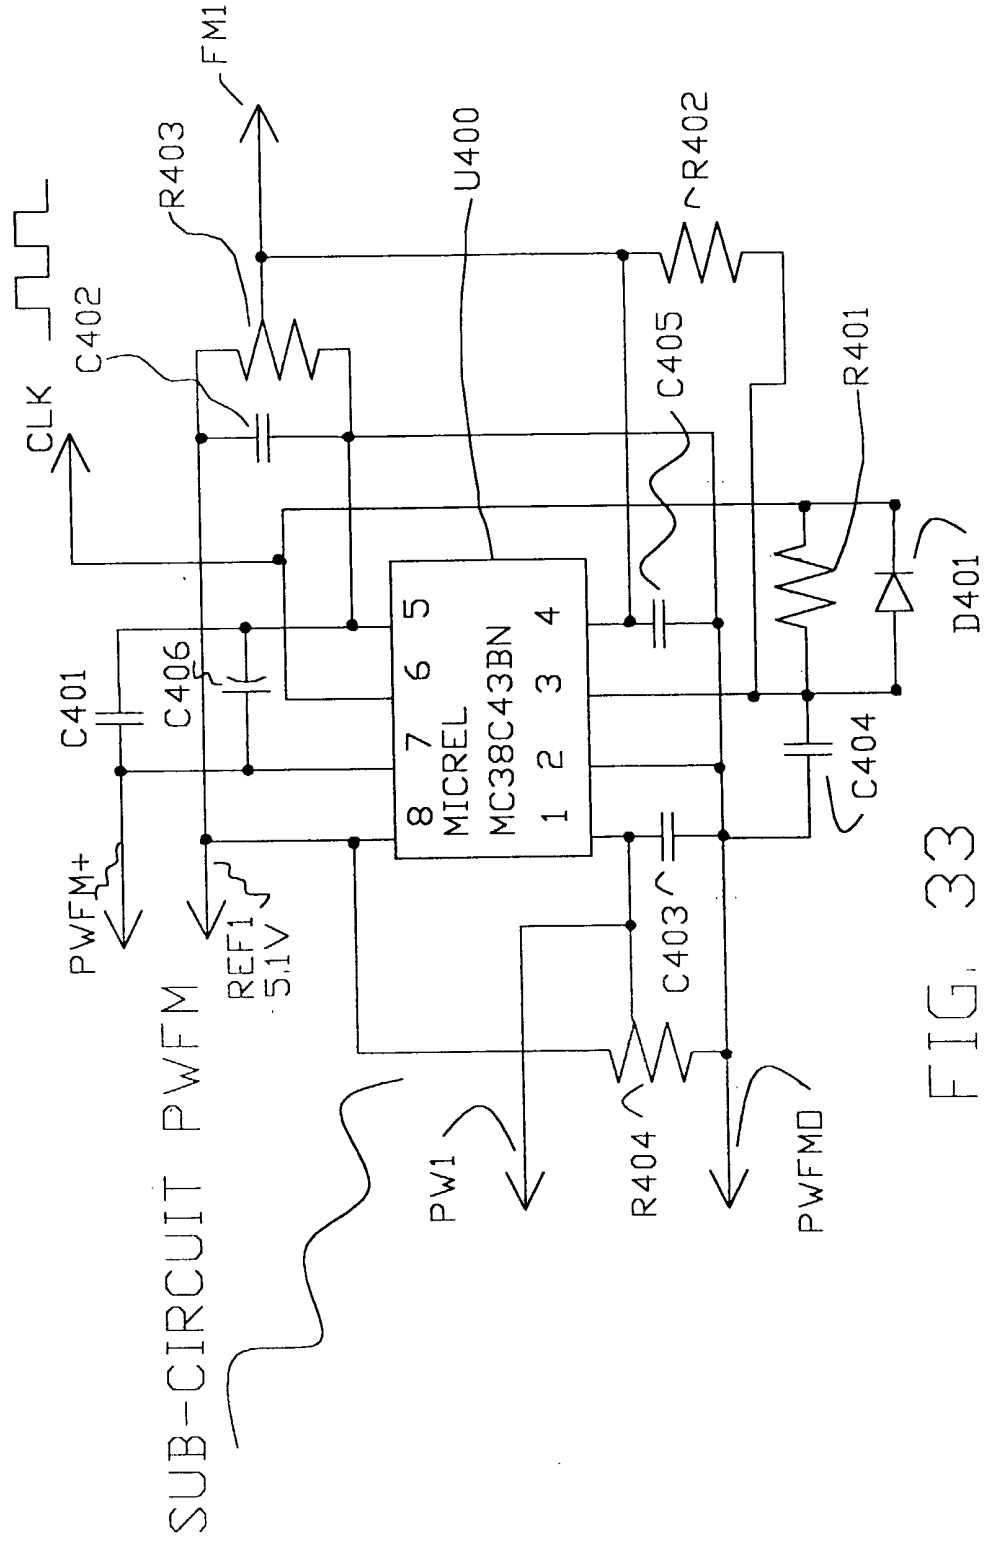 SUB-CIRCUIT PWFM
PWFM+
C401
CLK
C402
R403
FM1
REF1
5.1V
C406
U400
8 7 6 5
MICREL
MC38C43BN
1 2 3 4
PW1
R404
C403
C405
R402
PWFM0
C404
D401
R401
FIG. 33